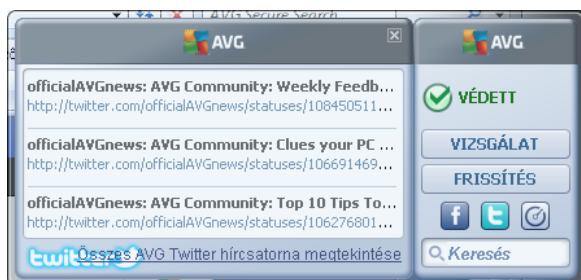 AVG Secure Search
AVG
officialAVGnews: AVG Community: Weekly Feedb...
http://twitter.com/officialAVGnews/statuses/108450511...
officialAVGnews: AVG Community: Clues your PC ...
http://twitter.com/officialAVGnews/statuses/106691469...
officialAVGnews: AVG Community: Top 10 Tips To...
http://twitter.com/officialAVGnews/statuses/106276801...
twitter
Összes AVG Twitter hírcsatorna megtekintése
AVG
VÉDETT
VIZSGÁLAT
FRISSÍTÉS
f t
Keresés